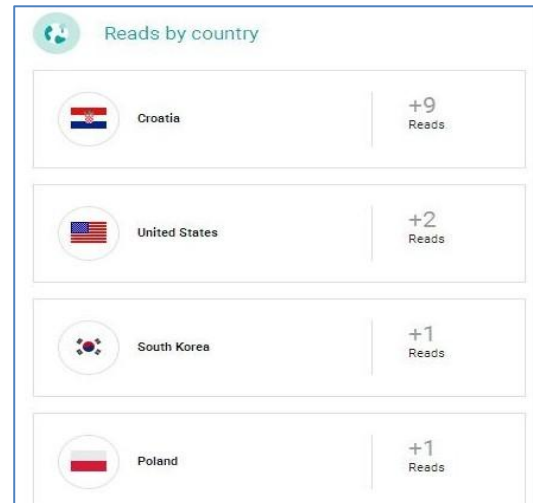 Reads by country
Croatia
+9
Reads
United States
+2
Reads
South Korea
+1
Reads
Poland
+1
Reads